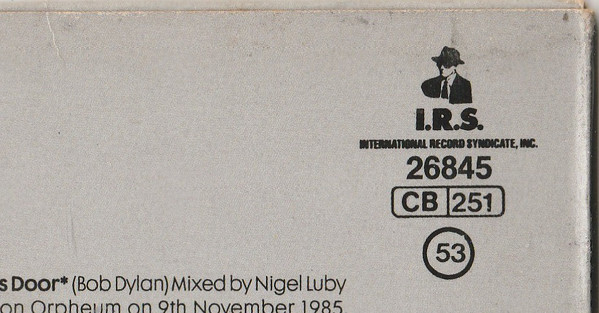 I.R.S.
INTERNATIONAL RECORD SYNDICATE, INC.
26845
CB 251
53
s Door* (Bob Dylan) Mixed by Nigel Luby
on Orpheum on 9th November 1985